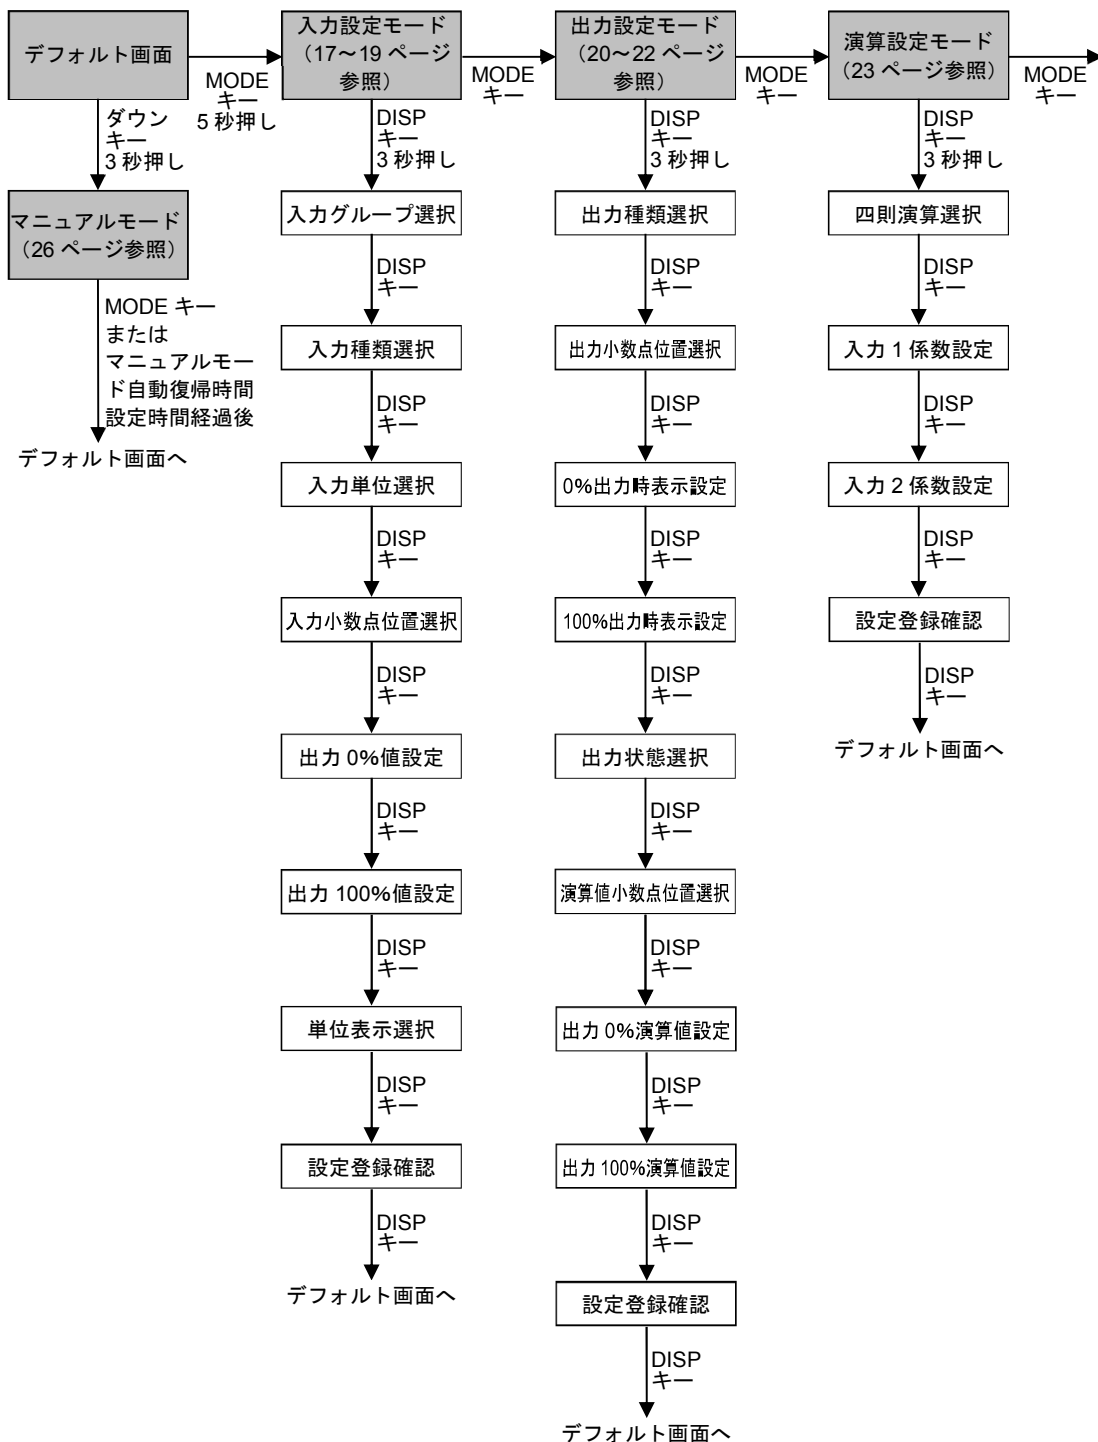 デフォルト画面
MODE
キー
5 秒押し
入力設定モード
（17～19 ページ
参照）
MODE
キー
出力設定モード
（20～22 ページ
参照）
MODE
キー
演算設定モード
（23 ページ参照）
MODE
キー
ダウン
キー
3 秒押し
マニュアルモード
（26 ページ参照）
MODE キー
または
マニュアルモー
ド自動復帰時間
設定時間経過後
デフォルト画面へ
DISP
キー
3 秒押し
入力グループ選択
DISP
キー
入力種類選択
DISP
キー
入力単位選択
DISP
キー
入力小数点位置選択
DISP
キー
出力 0%値設定
DISP
キー
出力 100%値設定
DISP
キー
単位表示選択
DISP
キー
設定登録確認
DISP
キー
デフォルト画面へ
DISP
キー
3 秒押し
出力種類選択
DISP
キー
出力小数点位置選択
DISP
キー
0%出力時表示設定
DISP
キー
100%出力時表示設定
DISP
キー
出力状態選択
DISP
キー
演算値小数点位置選択
DISP
キー
出力 0%演算値設定
DISP
キー
出力 100%演算値設定
DISP
キー
設定登録確認
DISP
キー
デフォルト画面へ
DISP
キー
3 秒押し
四則演算選択
DISP
キー
入力 1 係数設定
DISP
キー
入力 2 係数設定
DISP
キー
設定登録確認
DISP
キー
デフォルト画面へ